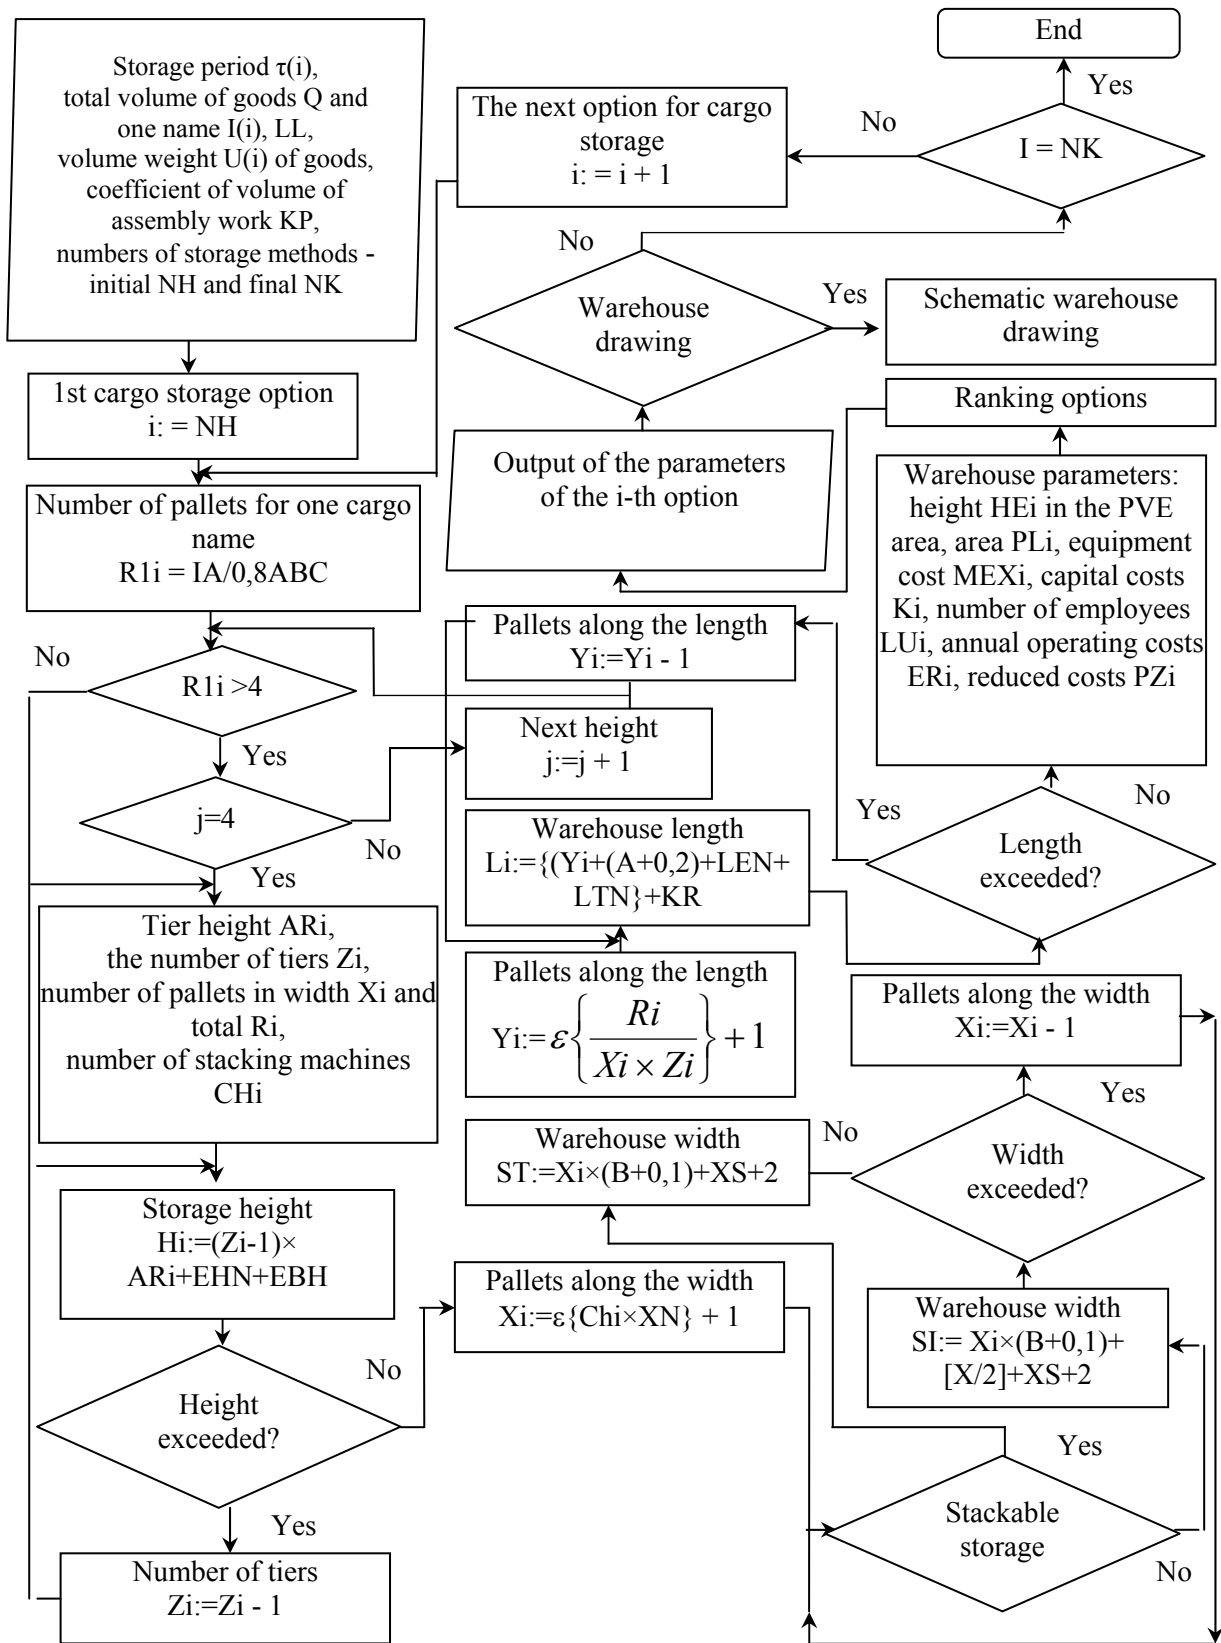 Storage period τ(i),
total volume of goods Q and
one name I(i), LL,
volume weight U(i) of goods,
coefficient of volume of
assembly work KP,
numbers of storage methods -
initial NH and final NK
1st cargo storage option
i: = NH
Number of pallets for one cargo
name
R1i = IA/0,8ABC
No
R1i >4
Yes
j=4
No
Yes
Tier height ARi,
the number of tiers Zi,
number of pallets in width Xi and
total Ri,
number of stacking machines
CHi
Storage height
Hi:=(Zi-1)×
ARi+EHN+EBH
No
Height
exceeded?
Yes
Number of tiers
Zi:=Zi - 1
End
Yes
No
I = NK
The next option for cargo
storage
i: = i + 1
No
Warehouse
drawing
Yes
Schematic warehouse
drawing
Ranking options
Output of the parameters
of the i-th option
Warehouse parameters:
height HEi in the PVE
area, area PLi, equipment
cost MEXi, capital costs
Ki, number of employees
LUi, annual operating costs
ERi, reduced costs PZi
Pallets along the length
Yi:=Yi - 1
Next height
j:=j + 1
Yes
No
Length
exceeded?
Warehouse length
Li:={(Yi+(A+0,2)+LEN+
LTN}+KR
Pallets along the length
Yi:= ε{Ri / Xi × Zi} + 1
Pallets along the width
Xi:=Xi - 1
Yes
No
Width
exceeded?
Warehouse width
ST:=Xi×(B+0,1)+XS+2
Pallets along the width
Xi:=ε{Chi×XN} + 1
Warehouse width
SI:= Xi×(B+0,1)+
[X/2]+XS+2
Yes
Stackable
storage
No